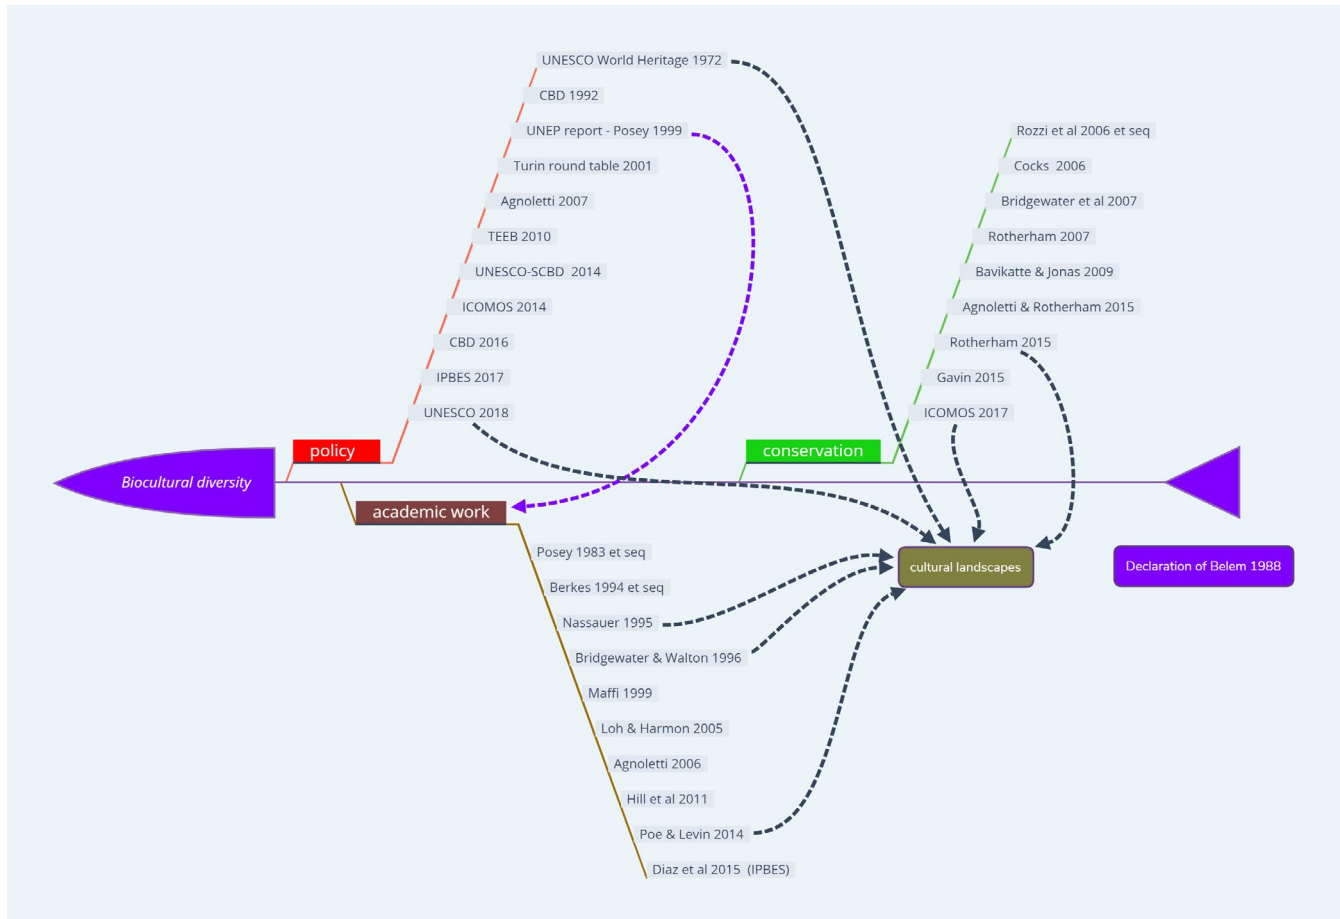 UNESCO World Heritage 1972
CBD 1992
UNEP report - Posey 1999
Turin round table 2001
Agnoletti 2007
TEEB 2010
UNESCO-SCBD 2014
ICOMOS 2014
CBD 2016
IPBES 2017
UNESCO 2018
policy
Rozzi et al 2006 et seq
Cocks 2006
Bridgewater et al 2007
Rotherham 2007
Bavikatte & Jonas 2009
Agnoletti & Rotherham 2015
Rotherham 2015
Gavin 2015
ICOMOS 2017
conservation
Biocultural diversity
academic work
Posey 1983 et seq
Berkes 1994 et seq
Nassauer 1995
Bridgewater & Walton 1996
Maffi 1999
Loh & Harmon 2005
Agnoletti 2006
Hill et al 2011
Poe & Levin 2014
Diaz et al 2015 (IPBES)
cultural landscapes
Declaration of Belem 1988